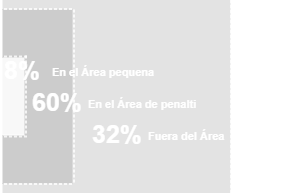 8% En el Área pequena
60% En el Área de penalti
32% Fuera del Área